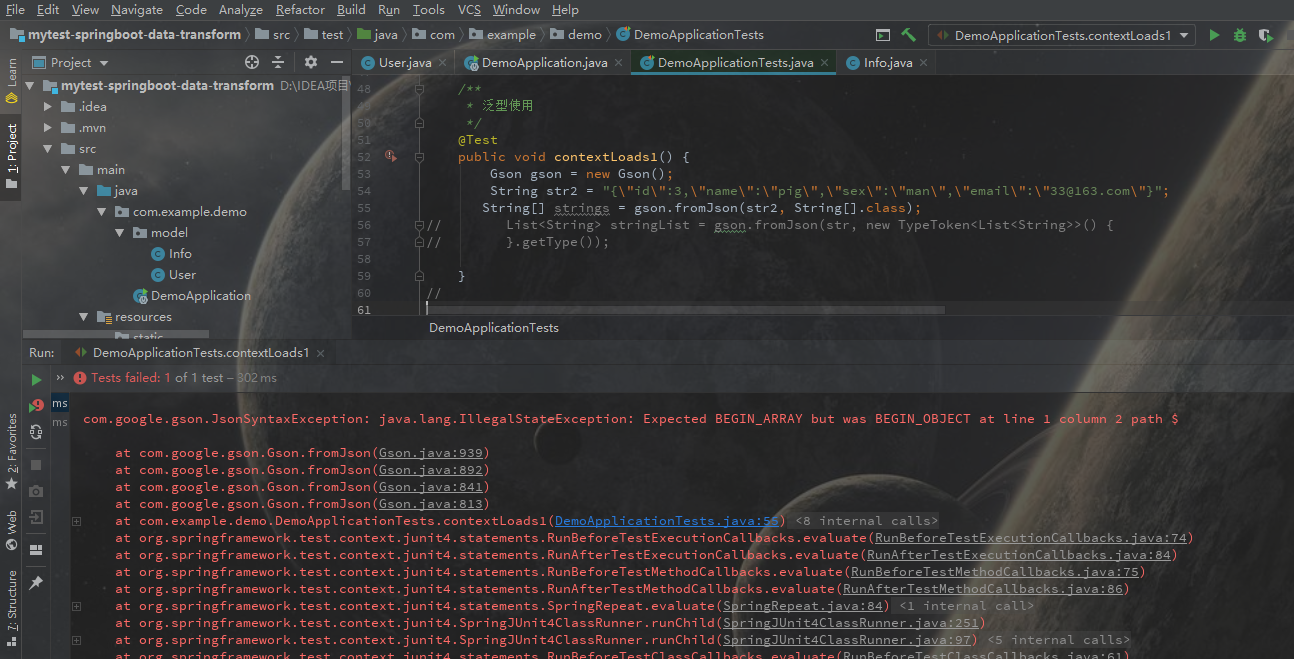 File Edit View Navigate Code Analyze Refactor Build Run Tools VCS Window Help
mytest-springboot-data-transform src test java com example demo DemoApplicationTests DemoApplicationTests.contextLoads1
Learn
1: Project
2: Favorites
Web
Z: Structure
Project
mytest-springboot-data-transform D:\IDEA项目
.idea
.mvn
src
main
java
com.example.demo
model
Info
User
DemoApplication
resources
static
User.java DemoApplication.java DemoApplicationTests.java Info.java
48 /**
* 泛型使用
50 */
51 @Test
52 public void contextLoads1() {
53 Gson gson = new Gson();
54 String str2 = "{\"id\":3,\"name\":\"pig\",\"sex\":\"man\",\"email\":\"33@163.com\"}";
55 String[] strings = gson.fromJson(str2, String[].class);
56 // List<String> stringList = gson.fromJson(str, new TypeToken<List<String>>() {
57 // }.getType());
58
59 }
60 //
61
DemoApplicationTests
Run: DemoApplicationTests.contextLoads1
Tests failed: 1 of 1 test – 302 ms
ms
ms
com.google.gson.JsonSyntaxException: java.lang.IllegalStateException: Expected BEGIN_ARRAY but was BEGIN_OBJECT at line 1 column 2 path $
at com.google.gson.Gson.fromJson(Gson.java:939)
at com.google.gson.Gson.fromJson(Gson.java:892)
at com.google.gson.Gson.fromJson(Gson.java:841)
at com.google.gson.Gson.fromJson(Gson.java:813)
at com.example.demo.DemoApplicationTests.contextLoads1(DemoApplicationTests.java:55) <8 internal calls>
at org.springframework.test.context.junit4.statements.RunBeforeTestExecutionCallbacks.evaluate(RunBeforeTestExecutionCallbacks.java:74)
at org.springframework.test.context.junit4.statements.RunAfterTestExecutionCallbacks.evaluate(RunAfterTestExecutionCallbacks.java:84)
at org.springframework.test.context.junit4.statements.RunBeforeTestMethodCallbacks.evaluate(RunBeforeTestMethodCallbacks.java:75)
at org.springframework.test.context.junit4.statements.RunAfterTestMethodCallbacks.evaluate(RunAfterTestMethodCallbacks.java:86)
at org.springframework.test.context.junit4.statements.SpringRepeat.evaluate(SpringRepeat.java:84) <1 internal call>
at org.springframework.test.context.junit4.SpringJUnit4ClassRunner.runChild(SpringJUnit4ClassRunner.java:251)
at org.springframework.test.context.junit4.SpringJUnit4ClassRunner.runChild(SpringJUnit4ClassRunner.java:97) <5 internal calls>
at org.springframework.test.context.junit4.statements.RunBeforeTestClassCallbacks.evaluate(RunBeforeTestClassCallbacks.java:61)